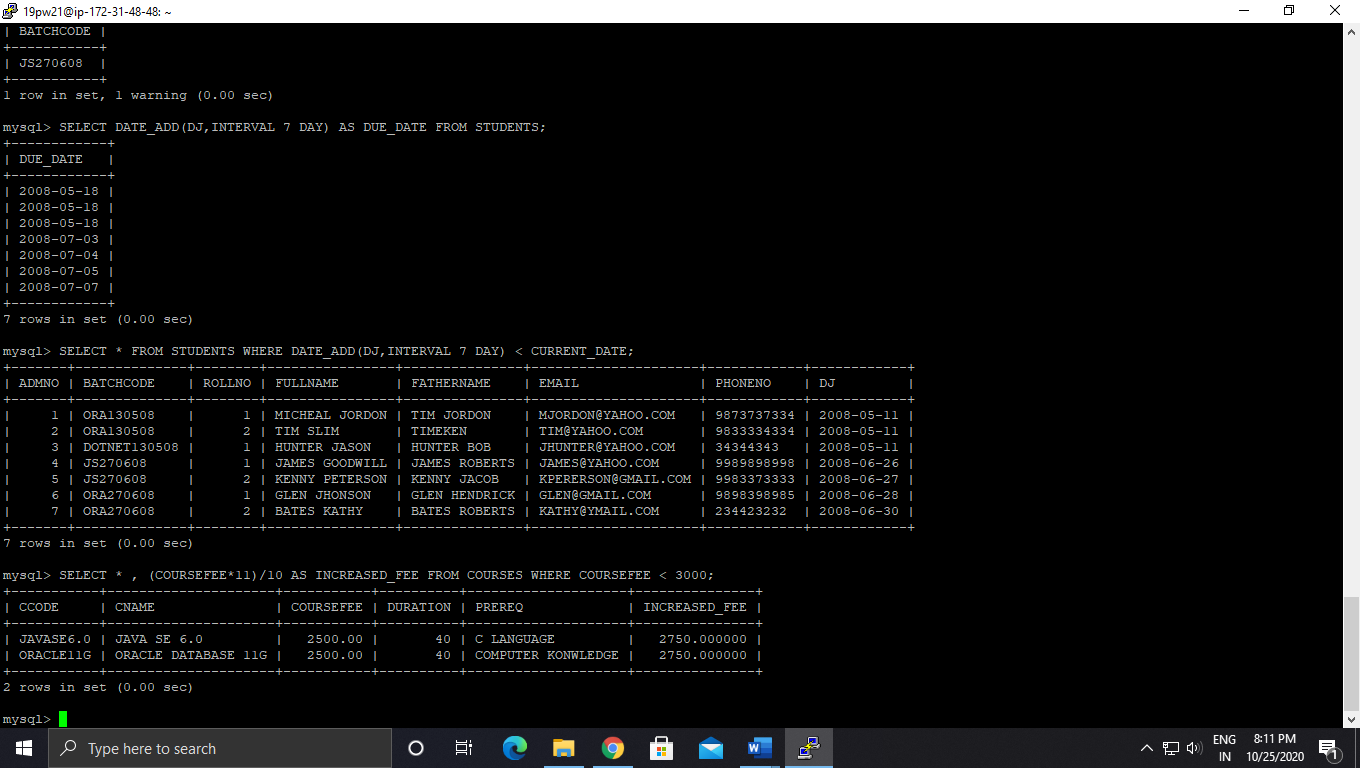 19pw21@ip-172-31-48-48: ~
| BATCHCODE |
+-----------+
| JS270608  |
+-----------+
1 row in set, 1 warning (0.00 sec)
mysql> SELECT DATE_ADD(DJ,INTERVAL 7 DAY) AS DUE_DATE FROM STUDENTS;
+------------+
| DUE_DATE   |
+------------+
| 2008-05-18 |
| 2008-05-18 |
| 2008-05-18 |
| 2008-07-03 |
| 2008-07-04 |
| 2008-07-05 |
| 2008-07-07 |
+------------+
7 rows in set (0.00 sec)
mysql> SELECT * FROM STUDENTS WHERE DATE_ADD(DJ,INTERVAL 7 DAY) < CURRENT_DATE;
+-------+--------------+--------+----------------+---------------+---------------------+------------+------------+
| ADMNO | BATCHCODE    | ROLLNO | FULLNAME       | FATHERNAME    | EMAIL               | PHONENO    | DJ         |
+-------+--------------+--------+----------------+---------------+---------------------+------------+------------+
|     1 | ORA130508    |      1 | MICHEAL JORDON | TIM JORDON    | MJORDON@YAHOO.COM   | 9873737334 | 2008-05-11 |
|     2 | ORA130508    |      2 | TIM SLIM       | TIMEKEN       | TIM@YAHOO.COM       | 9833334334 | 2008-05-11 |
|     3 | DOTNET130508 |      1 | HUNTER JASON   | HUNTER BOB    | JHUNTER@YAHOO.COM   | 34344343   | 2008-05-11 |
|     4 | JS270608     |      1 | JAMES GOODWILL | JAMES ROBERTS | JAMES@YAHOO.COM     | 9989898998 | 2008-06-26 |
|     5 | JS270608     |      2 | KENNY PETERSON | KENNY JACOB   | KPERERSON@GMAIL.COM | 9983373333 | 2008-06-27 |
|     6 | ORA270608    |      1 | GLEN JHONSON   | GLEN HENDRICK | GLEN@GMAIL.COM      | 9898398985 | 2008-06-28 |
|     7 | ORA270608    |      2 | BATES KATHY    | BATES ROBERTS | KATHY@YMAIL.COM     | 234423232  | 2008-06-30 |
+-------+--------------+--------+----------------+---------------+---------------------+------------+------------+
7 rows in set (0.00 sec)
mysql> SELECT * , (COURSEFEE*11)/10 AS INCREASED_FEE FROM COURSES WHERE COURSEFEE < 3000;
+-----------+---------------------+-----------+----------+--------------------+---------------+
| CCODE     | CNAME               | COURSEFEE | DURATION | PREREQ             | INCREASED_FEE |
+-----------+---------------------+-----------+----------+--------------------+---------------+
| JAVASE6.0 | JAVA SE 6.0         |   2500.00 |       40 | C LANGUAGE         |   2750.000000 |
| ORACLE11G | ORACLE DATABASE 11G |   2500.00 |       40 | COMPUTER KONWLEDGE |   2750.000000 |
+-----------+---------------------+-----------+----------+--------------------+---------------+
2 rows in set (0.00 sec)
mysql>
Type here to search
ENG
IN
8:11 PM
10/25/2020
1